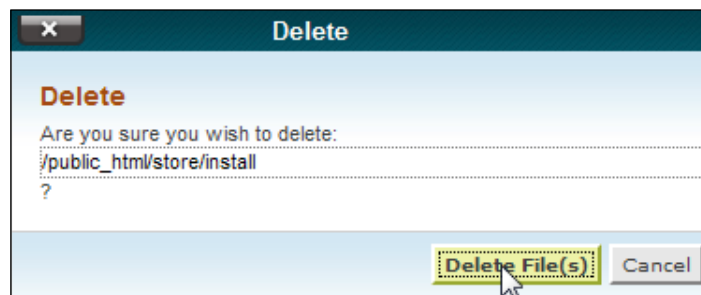 Delete
Delete
Are you sure you wish to delete:
/public_html/store/install
?
Delete File(s) Cancel